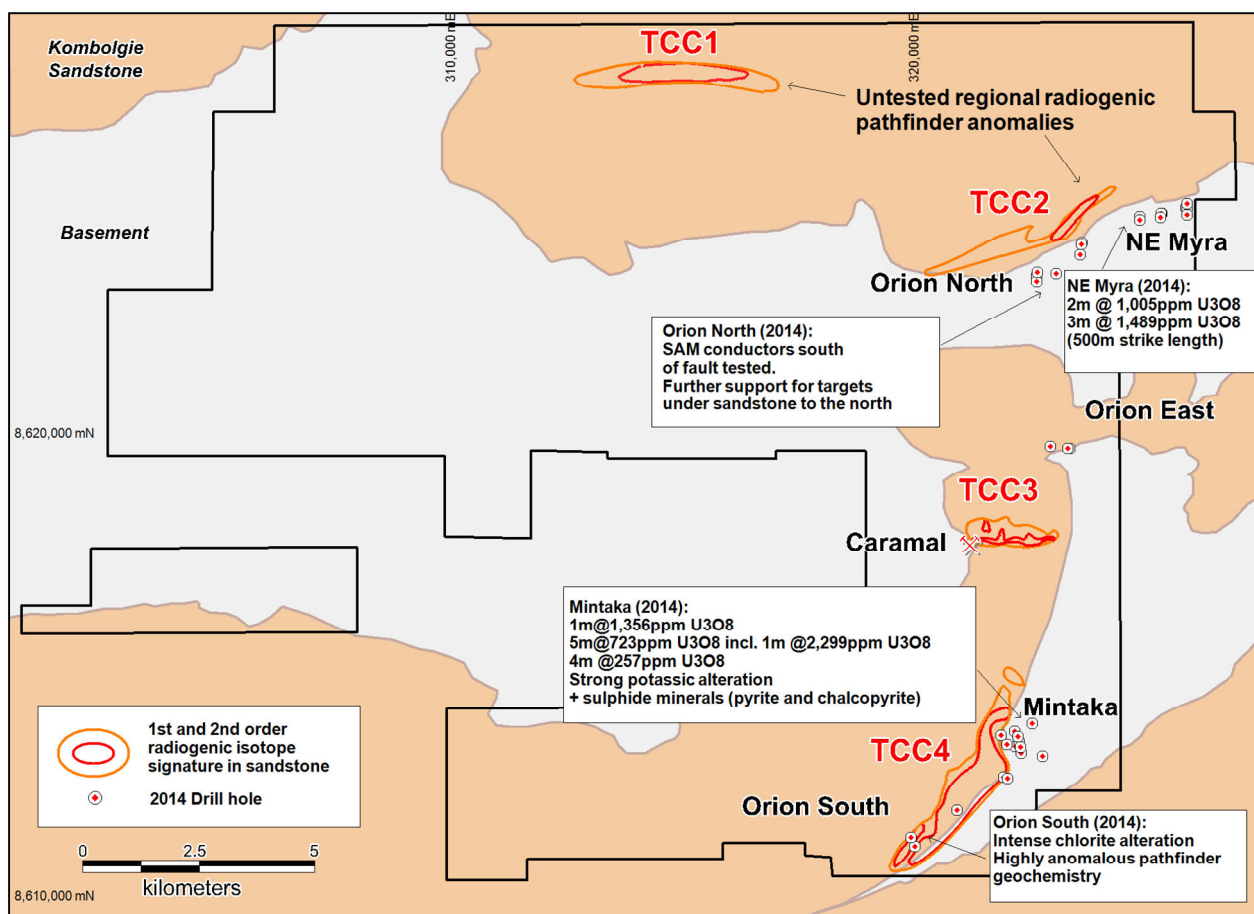 Kombolgie
Sandstone
310,000 mE
320,000 mE
TCC1
Untested regional radiogenic
pathfinder anomalies
TCC2
Basement
NE Myra
Orion North
NE Myra (2014):
2m @ 1,005ppm U3O8
3m @ 1,489ppm U3O8
(500m strike length)
Orion North (2014):
SAM conductors south
of fault tested.
Further support for targets
under sandstone to the north
Orion East
8,620,000 mN
TCC3
Caramal
Mintaka (2014):
1m@1,356ppm U3O8
5m@723ppm U3O8 incl. 1m @2,299ppm U3O8
4m @257ppm U3O8
Strong potassic alteration
+ sulphide minerals (pyrite and chalcopyrite)
Mintaka
TCC4
Orion South
1st and 2nd order
radiogenic isotope
signature in sandstone
2014 Drill hole
0 2.5 5
kilometers
Orion South (2014):
Intense chlorite alteration
Highly anomalous pathfinder
geochemistry
8,610,000 mN